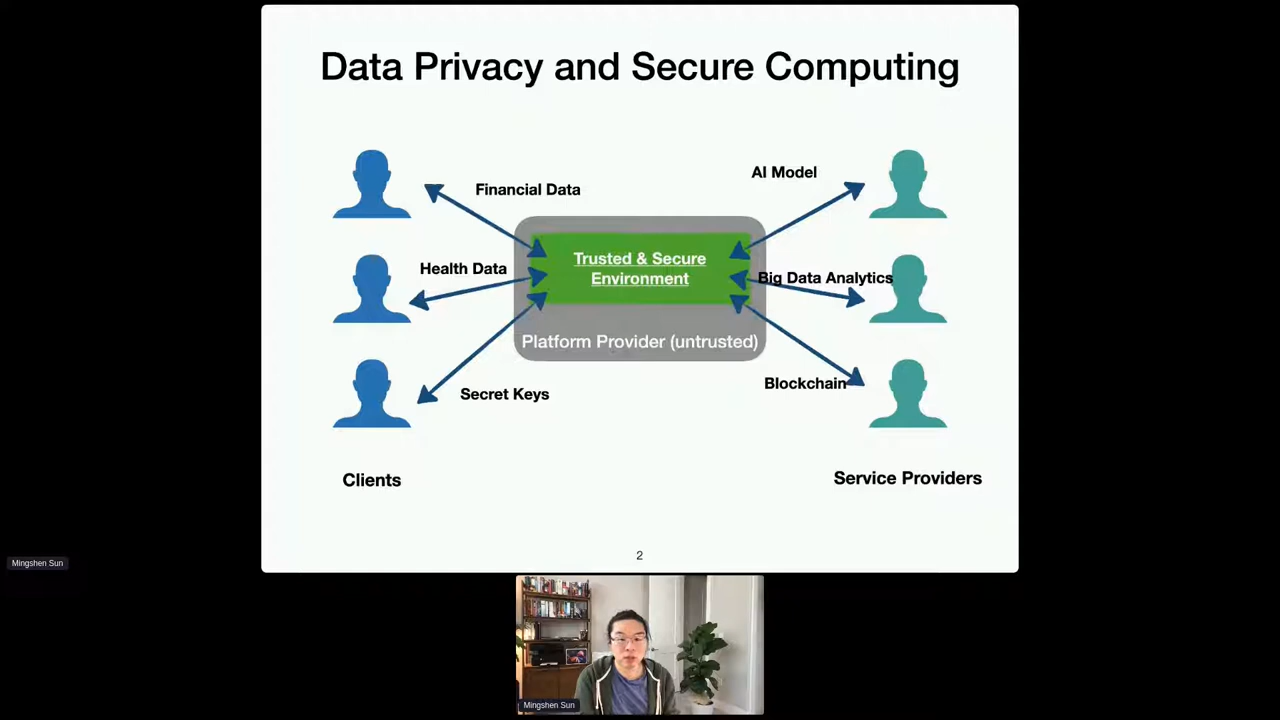 Data Privacy and Secure Computing
Financial Data
AI Model
Health Data
Trusted & Secure
Environment
Big Data Analytics
Platform Provider (untrusted)
Secret Keys
Blockchain
Clients
Service Providers
2
Mingshen Sun
Mingshen Sun